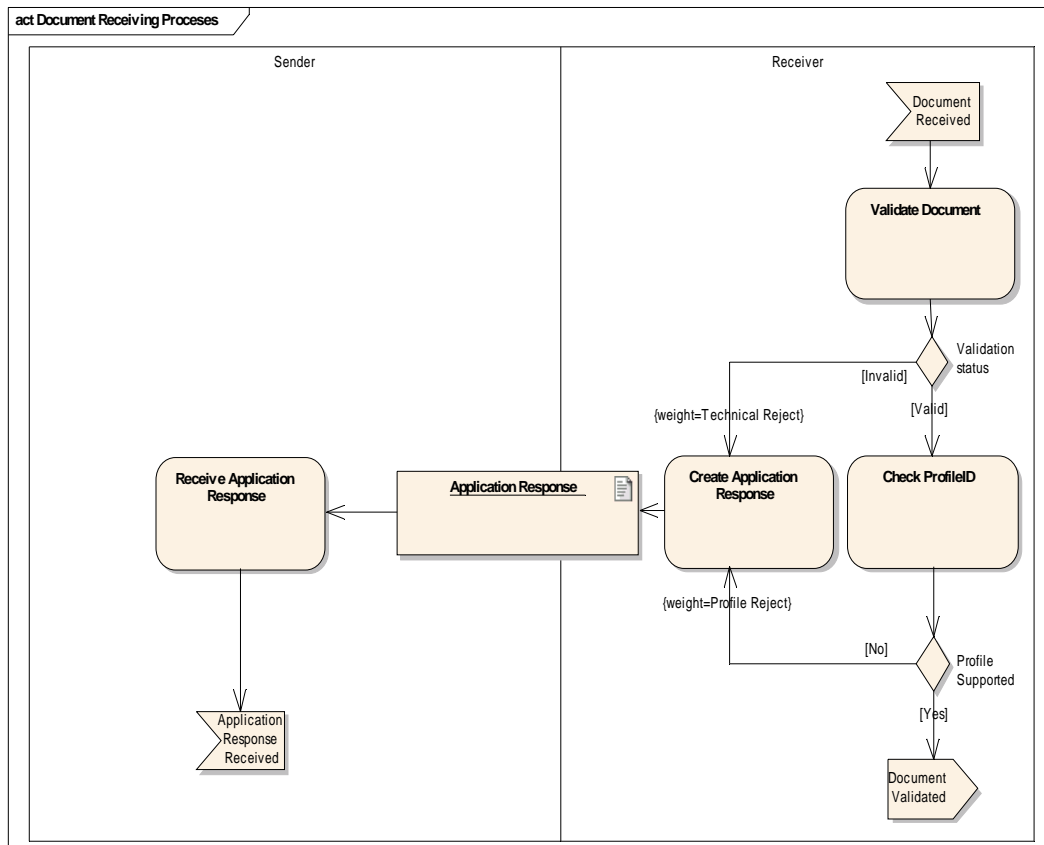 act Document Receiving Proceses
Sender
Receiver
Document
Received
Validate Document
Validation
status
[Invalid]
[Valid]
{weight=Technical Reject}
Receive Application
Response
Application Response
Create Application
Response
Check ProfileID
{weight=Profile Reject}
[No]
Profile
Supported
[Yes]
Application
Response
Received
Document
Validated